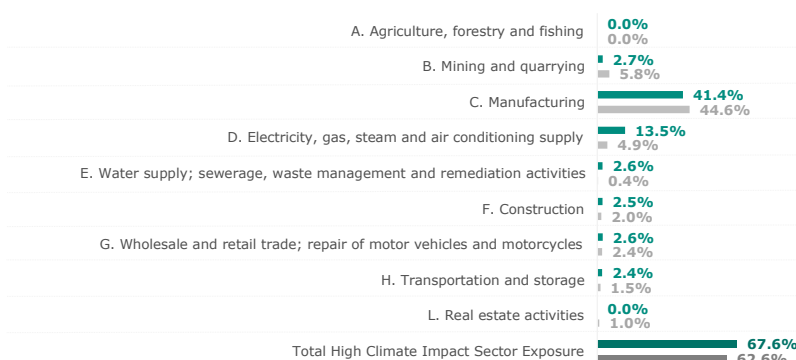 A. Agriculture, forestry and fishing 0.0%
0.0%
B. Mining and quarrying 2.7%
5.8%
C. Manufacturing 41.4%
44.6%
D. Electricity, gas, steam and air conditioning supply 13.5%
4.9%
E. Water supply; sewerage, waste management and remediation activities 2.6%
0.4%
F. Construction 2.5%
2.0%
G. Wholesale and retail trade; repair of motor vehicles and motorcycles 2.6%
2.4%
H. Transportation and storage 2.4%
1.5%
L. Real estate activities 0.0%
1.0%
Total High Climate Impact Sector Exposure 67.6%
62.6%